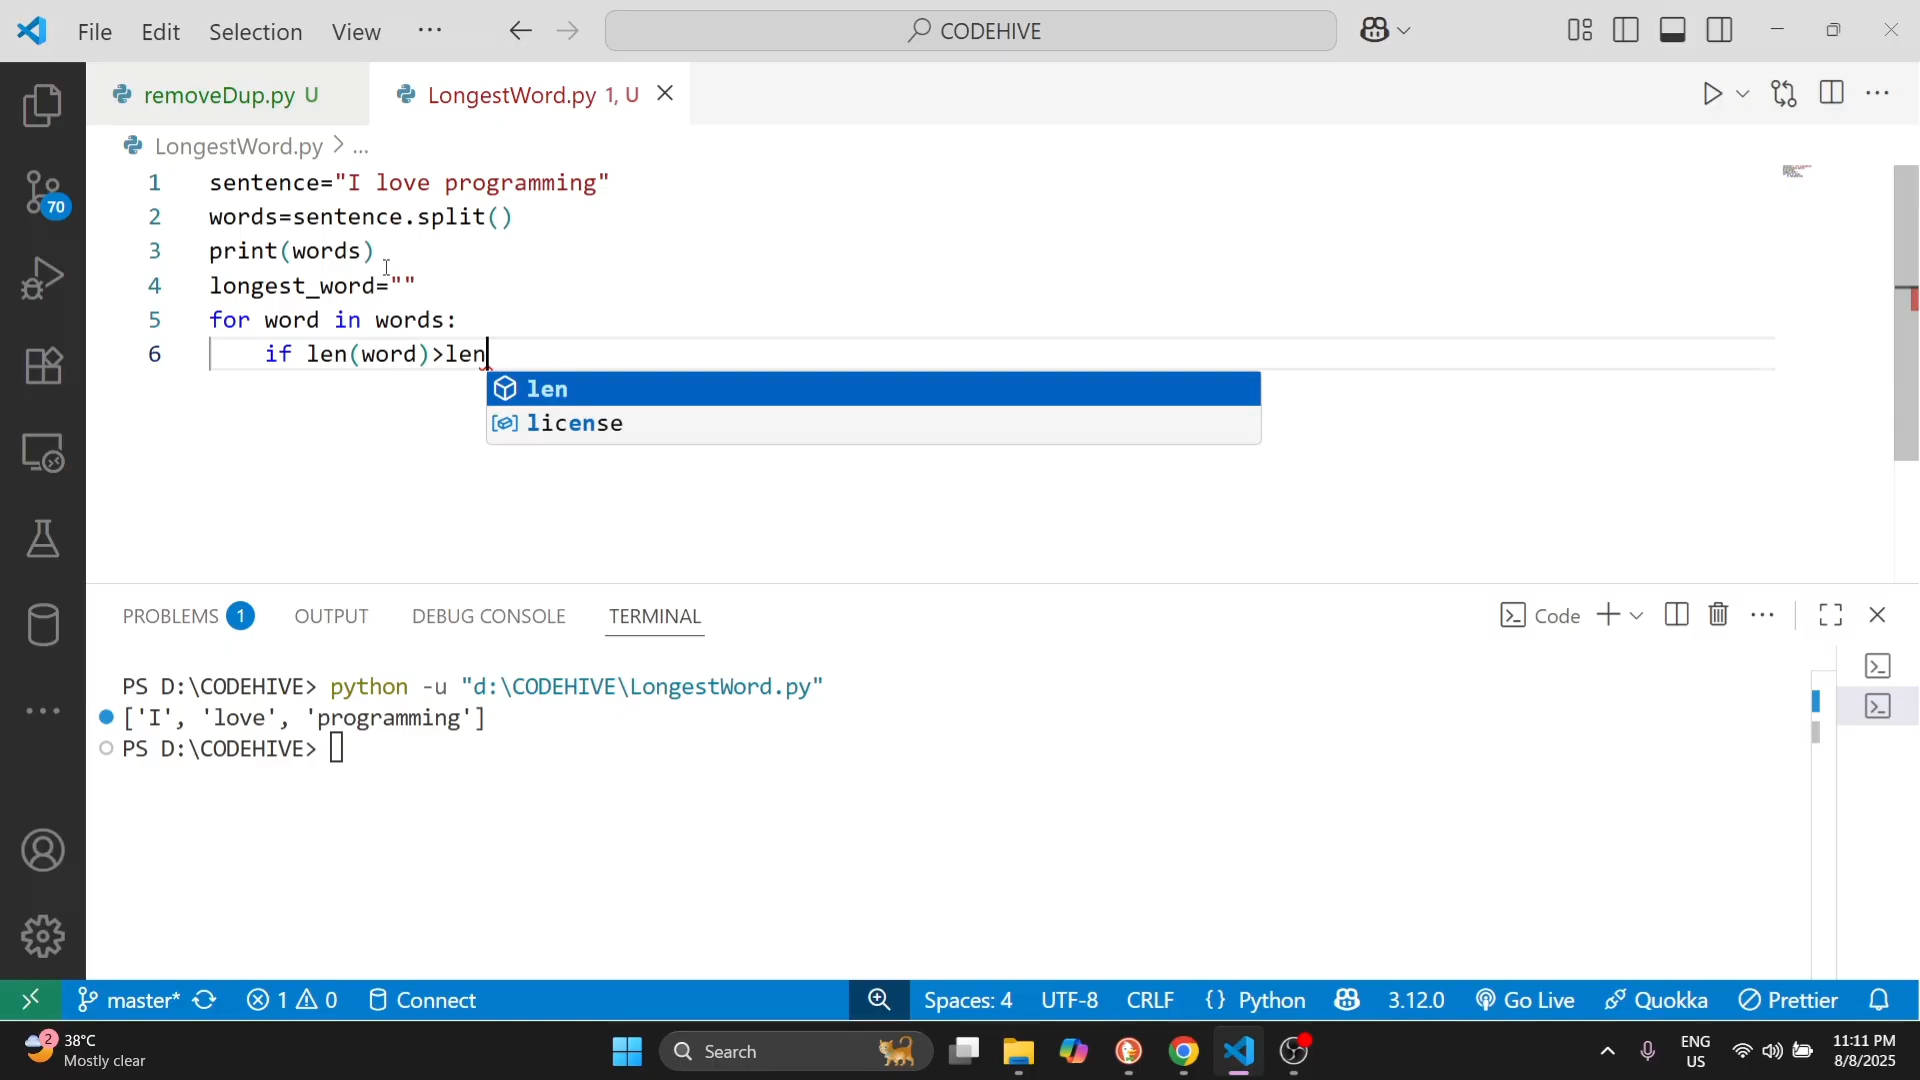 File Edit Selection View ··· CODEHIVE
removeDup.py U LongestWord.py 1, U
LongestWord.py > ...
1 sentence="I love programming"
2 words=sentence.split()
3 print(words)
4 longest_word=""
5 for word in words:
6 if len(word)>len
len
license
70
PROBLEMS 1 OUTPUT DEBUG CONSOLE TERMINAL Code
PS D:\CODEHIVE> python -u "d:\CODEHIVE\LongestWord.py"
['I', 'love', 'programming']
PS D:\CODEHIVE>
master* 1 0 Connect Spaces: 4 UTF-8 CRLF {} Python 3.12.0 Go Live Quokka Prettier
2 38°C
Mostly clear
Search
ENG
US
11:11 PM
8/8/2025